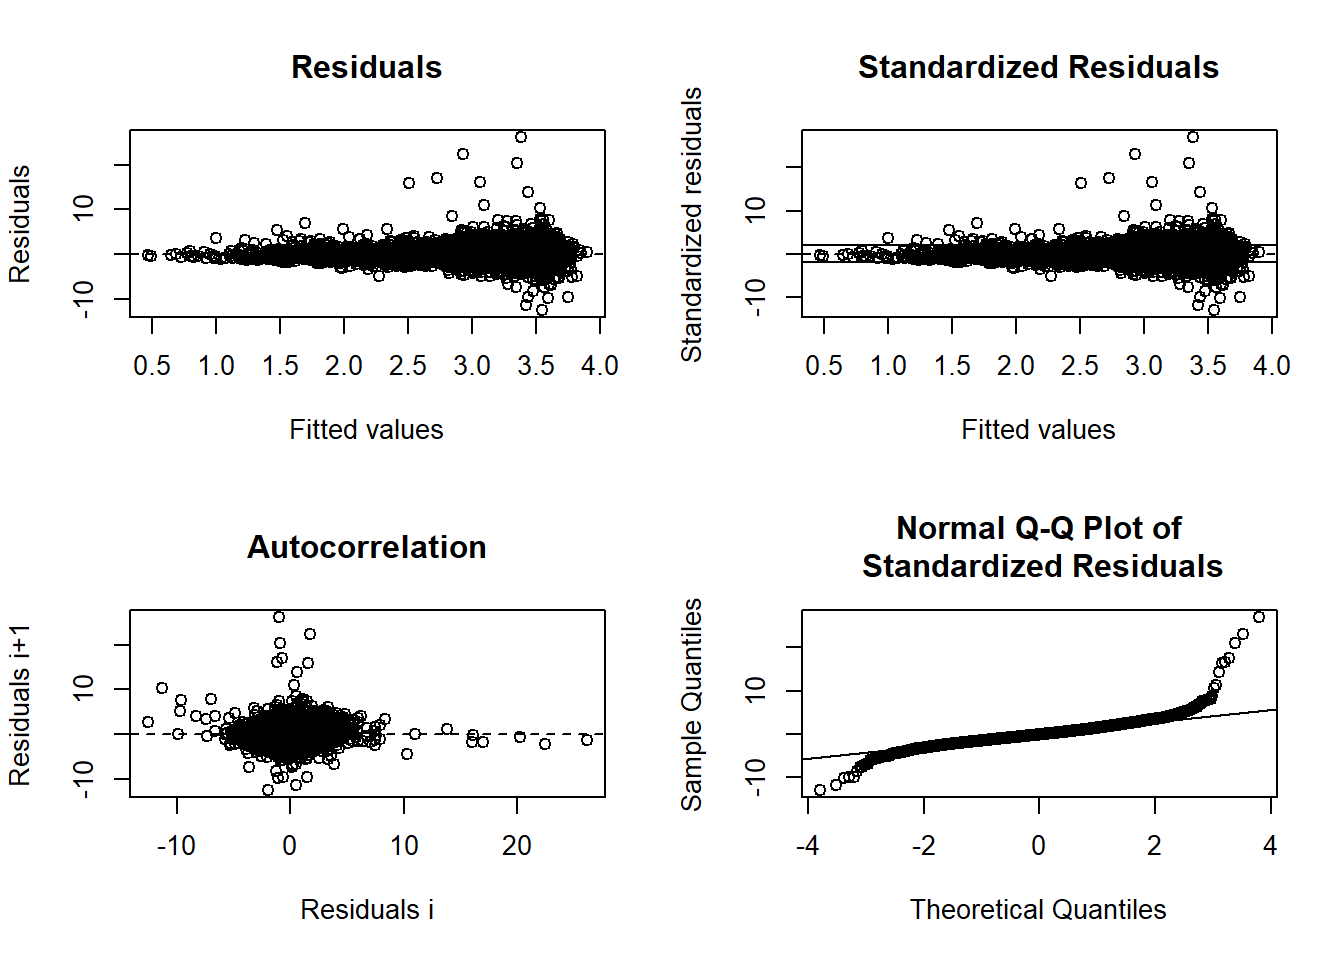 Residuals
Residuals
10
-10
0.5 1.0 1.5 2.0 2.5 3.0 3.5 4.0
Fitted values
Standardized Residuals
Standardized residuals
10
-10
0.5 1.0 1.5 2.0 2.5 3.0 3.5 4.0
Fitted values
Autocorrelation
Residuals i+1
10
-10
-10 0 10 20
Residuals i
Normal Q-Q Plot of
Standardized Residuals
Sample Quantiles
10
-10
-4 -2 0 2 4
Theoretical Quantiles